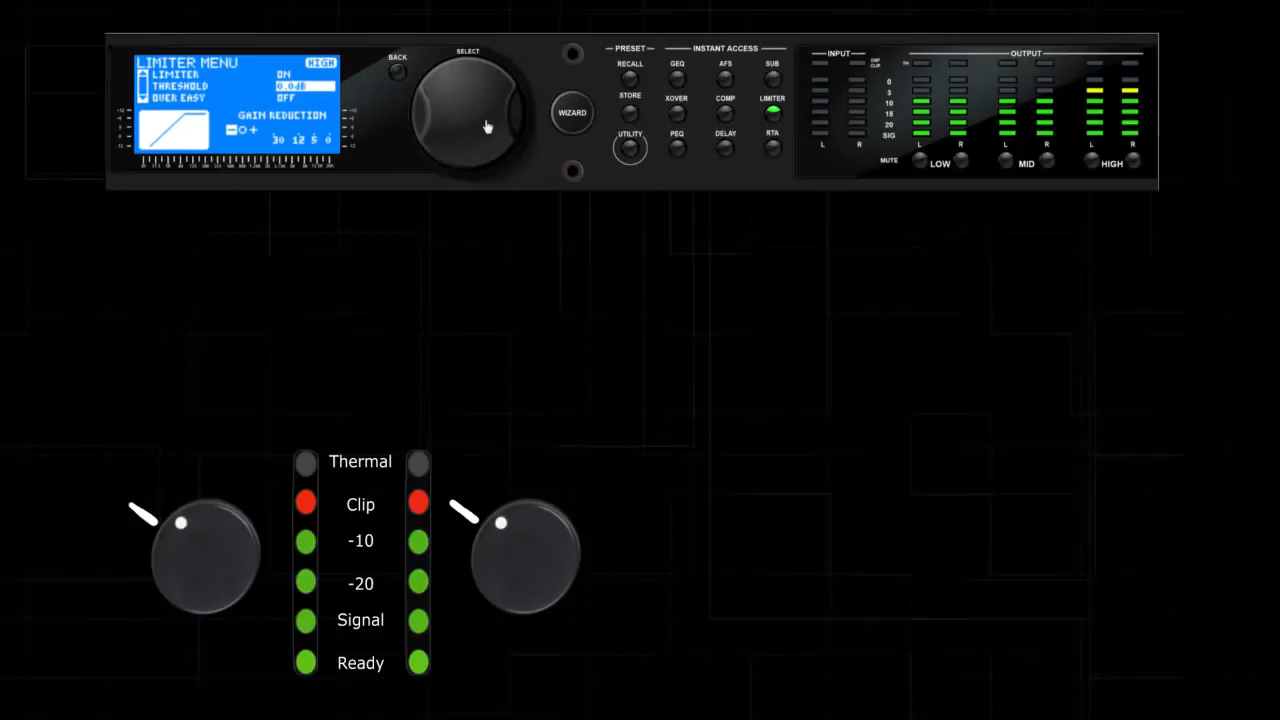 SELECT
BACK
LIMITER MENU HIGH
LIMITER ON
THRESHOLD 0.0dB
OVER EASY OFF
GAIN REDUCTION
30 12 5 0
WIZARD
PRESET INSTANT ACCESS
RECALL GEQ AFS SUB
STORE XOVER COMP LIMITER
UTILITY PEQ DELAY RTA
INPUT OUTPUT
0
3
10
15
20
SIG
L R L R L R L R
MUTE LOW MID HIGH
Thermal
Clip
-10
-20
Signal
Ready